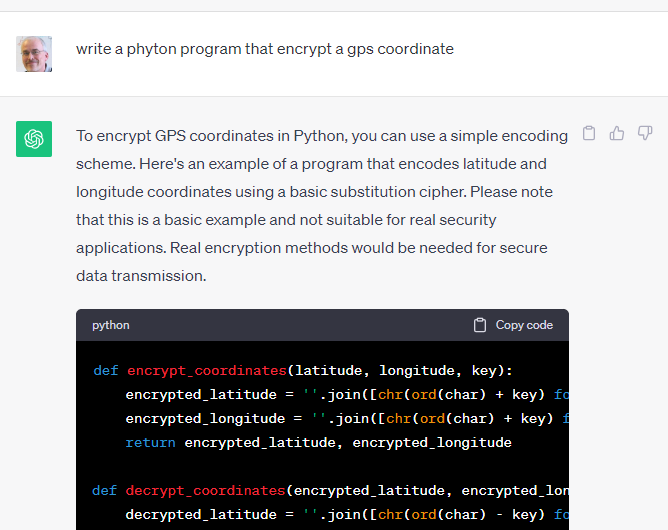 write a phyton program that encrypt a gps coordinate
To encrypt GPS coordinates in Python, you can use a simple encoding
scheme. Here's an example of a program that encodes latitude and
longitude coordinates using a basic substitution cipher. Please note
that this is a basic example and not suitable for real security
applications. Real encryption methods would be needed for secure
data transmission.
python Copy code
def encrypt_coordinates(latitude, longitude, key):
    encrypted_latitude = ''.join([chr(ord(char) + key) fo
    encrypted_longitude = ''.join([chr(ord(char) + key) f
    return encrypted_latitude, encrypted_longitude
def decrypt_coordinates(encrypted_latitude, encrypted_lon
    decrypted_latitude = ''.join([chr(ord(char) - key) fo